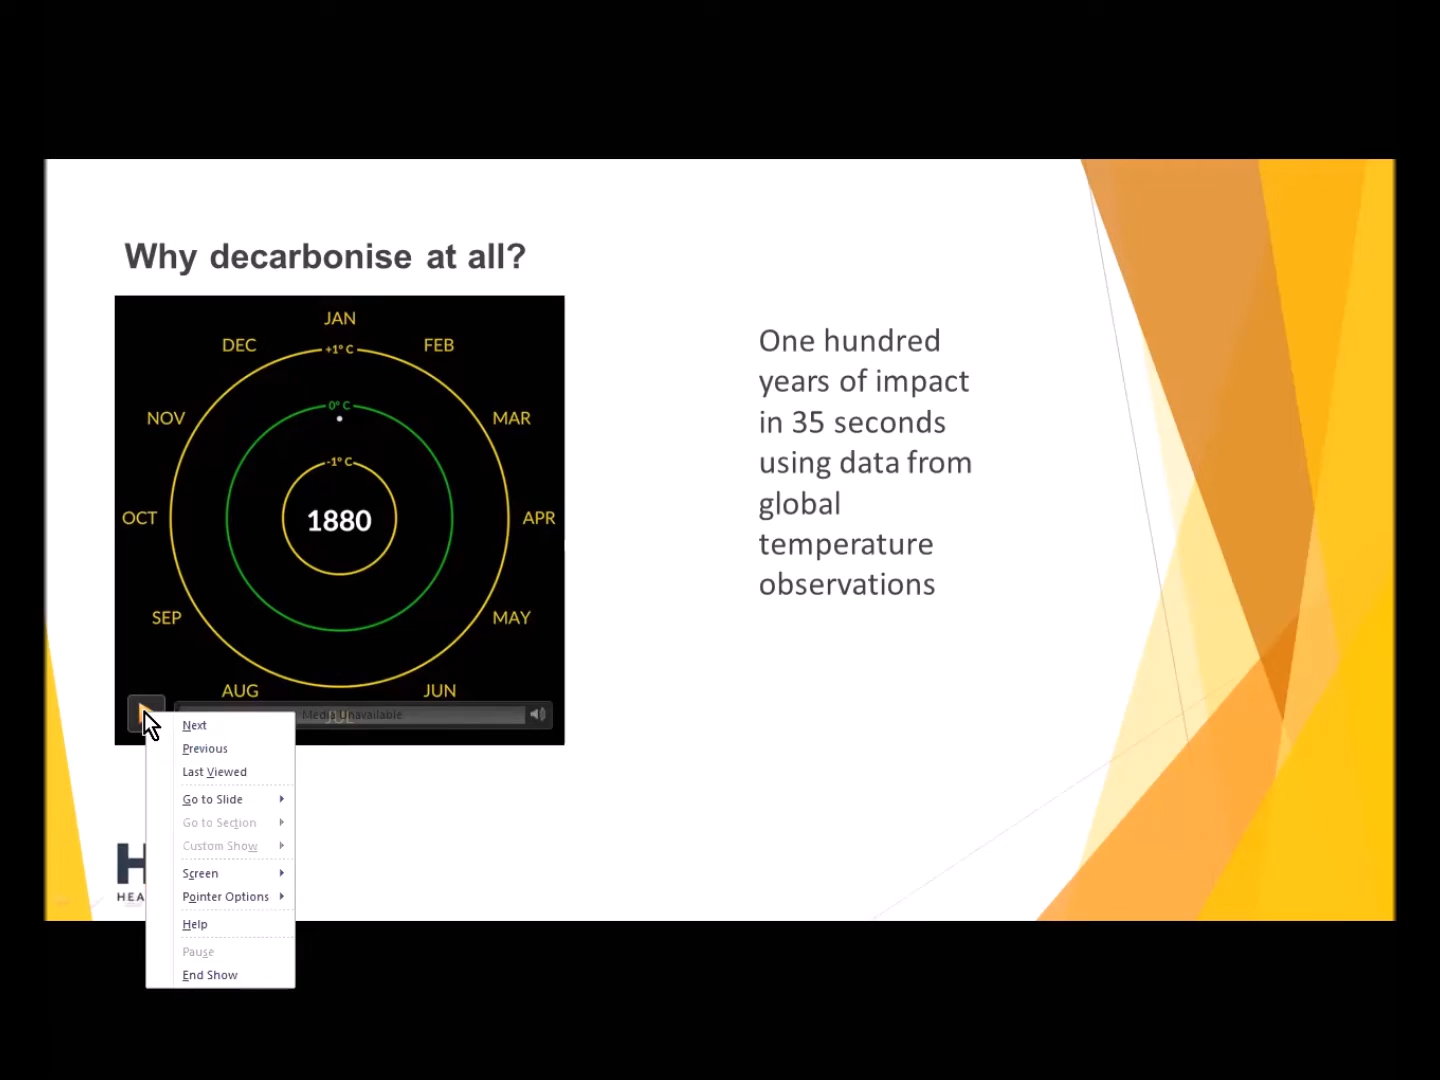 Why decarbonise at all?
JAN
DEC
FEB
+1° C
NOV
0° C
MAR
-1° C
OCT
1880
APR
SEP
MAY
AUG
JUN
Media Unavailable
JUL
One hundred
years of impact
in 35 seconds
using data from
global
temperature
observations
Next
Previous
Last Viewed
Go to Slide
Go to Section
Custom Show
Screen
Pointer Options
Help
Pause
End Show
H
HEA